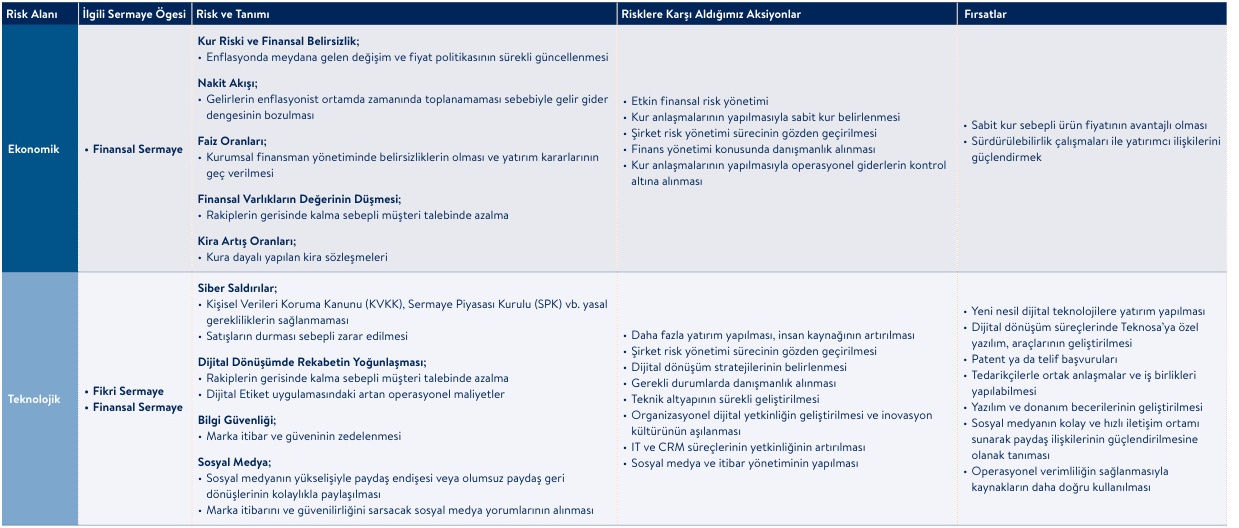 Risk Alanı
İlgili Sermaye Ögesi
Risk ve Tanımı
Risklere Karşı Aldığımız Aksiyonlar
Fırsatlar
Ekonomik
• Finansal Sermaye
Kur Riski ve Finansal Belirsizlik;
• Enflasyonda meydana gelen değişim ve fiyat politikasının sürekli güncellenmesi
Nakit Akışı;
• Gelirlerin enflasyonist ortamda zamanında toplanamaması sebebiyle gelir gider
dengesinin bozulması
Faiz Oranları;
• Kurumsal finansman yönetiminde belirsizliklerin olması ve yatırım kararlarının
geç verilmesi
Finansal Varlıkların Değerinin Düşmesi;
• Rakiplerin gerisinde kalma sebepli müşteri talebinde azalma
Kira Artış Oranları;
• Kura dayalı yapılan kira sözleşmeleri
• Etkin finansal risk yönetimi
• Kur anlaşmalarının yapılmasıyla sabit kur belirlenmesi
• Şirket risk yönetimi sürecinin gözden geçirilmesi
• Finans yönetimi konusunda danışmanlık alınması
• Kur anlaşmalarının yapılmasıyla operasyonel giderlerin kontrol
altına alınması
• Sabit kur sebepli ürün fiyatının avantajlı olması
• Sürdürülebilirlik çalışmaları ile yatırımcı ilişkilerini
güçlendirmek
Teknolojik
• Fikri Sermaye
• Finansal Sermaye
Siber Saldırılar;
• Kişisel Verileri Koruma Kanunu (KVKK), Sermaye Piyasası Kurulu (SPK) vb. yasal
gerekliliklerin sağlanmaması
• Satışların durması sebepli zarar edilmesi
Dijital Dönüşümde Rekabetin Yoğunlaşması;
• Rakiplerin gerisinde kalma sebepli müşteri talebinde azalma
• Dijital Etiket uygulamasındaki artan operasyonel maliyetler
Bilgi Güvenliği;
• Marka itibar ve güveninin zedelenmesi
Sosyal Medya;
• Sosyal medyanın yükselişiyle paydaş endişesi veya olumsuz paydaş geri
dönüşlerinin kolaylıkla paylaşılması
• Marka itibarını ve güvenilirliğini sarsacak sosyal medya yorumlarının alınması
• Daha fazla yatırım yapılması, insan kaynağının artırılması
• Şirket risk yönetimi sürecinin gözden geçirilmesi
• Dijital dönüşüm stratejilerinin belirlenmesi
• Gerekli durumlarda danışmanlık alınması
• Teknik altyapının sürekli geliştirilmesi
• Organizasyonel dijital yetkinliğin geliştirilmesi ve inovasyon
kültürünün aşılanması
• IT ve CRM süreçlerinin yetkinliğinin artırılması
• Sosyal medya ve itibar yönetiminin yapılması
• Yeni nesil dijital teknolojilere yatırım yapılması
• Dijital dönüşüm süreçlerinde Teknosa'ya özel
yazılım, araçlarının geliştirilmesi
• Patent ya da telif başvuruları
• Tedarikçilerle ortak anlaşmalar ve iş birlikleri
yapılabilmesi
• Yazılım ve donanım becerilerinin geliştirilmesi
• Sosyal medyanın kolay ve hızlı iletişim ortamı
sunarak paydaş ilişkilerinin güçlendirilmesine
olanak tanıması
• Operasyonel verimliliğin sağlanmasıyla
kaynakların daha doğru kullanılması